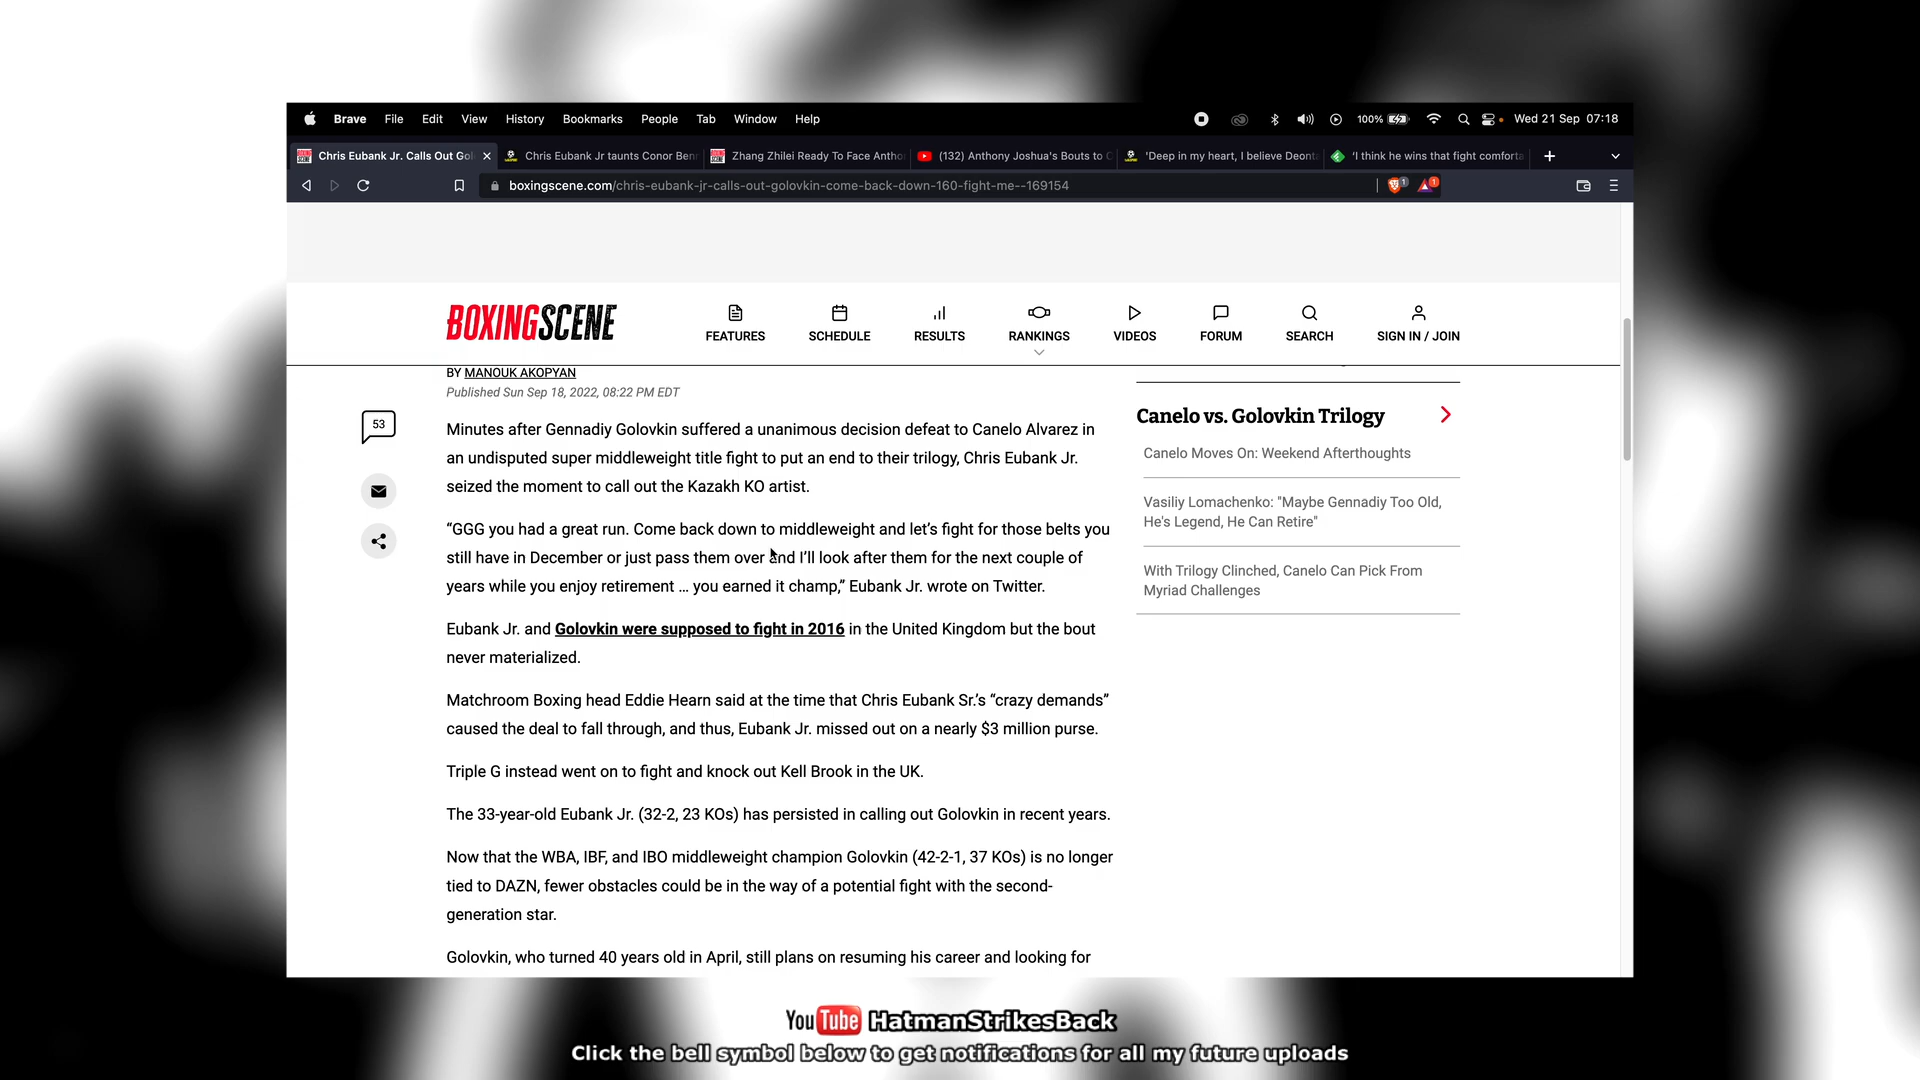 Brave File Edit View History Bookmarks People Tab Window Help 100% Wed 21 Sep 07:18
Chris Eubank Jr. Calls Out Gol Chris Eubank Jr taunts Conor Ben Zhang Zhilei Ready To Face Antho (132) Anthony Joshua's Bouts to C 'Deep in my heart, I believe Deonta 'I think he wins that fight comforta
boxingscene.com/chris-eubank-jr-calls-out-golovkin-come-back-down-160-fight-me--169154 1 1
BOXINGSCENE
FEATURES SCHEDULE RESULTS RANKINGS VIDEOS FORUM SEARCH SIGN IN / JOIN
BY MANOUK AKOPYAN
Published Sun Sep 18, 2022, 08:22 PM EDT
53
Minutes after Gennadiy Golovkin suffered a unanimous decision defeat to Canelo Alvarez in
an undisputed super middleweight title fight to put an end to their trilogy, Chris Eubank Jr.
seized the moment to call out the Kazakh KO artist.
“GGG you had a great run. Come back down to middleweight and let’s fight for those belts you
still have in December or just pass them over and I’ll look after them for the next couple of
years while you enjoy retirement … you earned it champ,” Eubank Jr. wrote on Twitter.
Eubank Jr. and Golovkin were supposed to fight in 2016 in the United Kingdom but the bout
never materialized.
Matchroom Boxing head Eddie Hearn said at the time that Chris Eubank Sr.’s “crazy demands”
caused the deal to fall through, and thus, Eubank Jr. missed out on a nearly $3 million purse.
Triple G instead went on to fight and knock out Kell Brook in the UK.
The 33-year-old Eubank Jr. (32-2, 23 KOs) has persisted in calling out Golovkin in recent years.
Now that the WBA, IBF, and IBO middleweight champion Golovkin (42-2-1, 37 KOs) is no longer
tied to DAZN, fewer obstacles could be in the way of a potential fight with the second-
generation star.
Golovkin, who turned 40 years old in April, still plans on resuming his career and looking for
Canelo vs. Golovkin Trilogy
Canelo Moves On: Weekend Afterthoughts
Vasiliy Lomachenko: "Maybe Gennadiy Too Old,
He's Legend, He Can Retire"
With Trilogy Clinched, Canelo Can Pick From
Myriad Challenges
YouTube HatmanStrikesBack
Click the bell symbol below to get notifications for all my future uploads